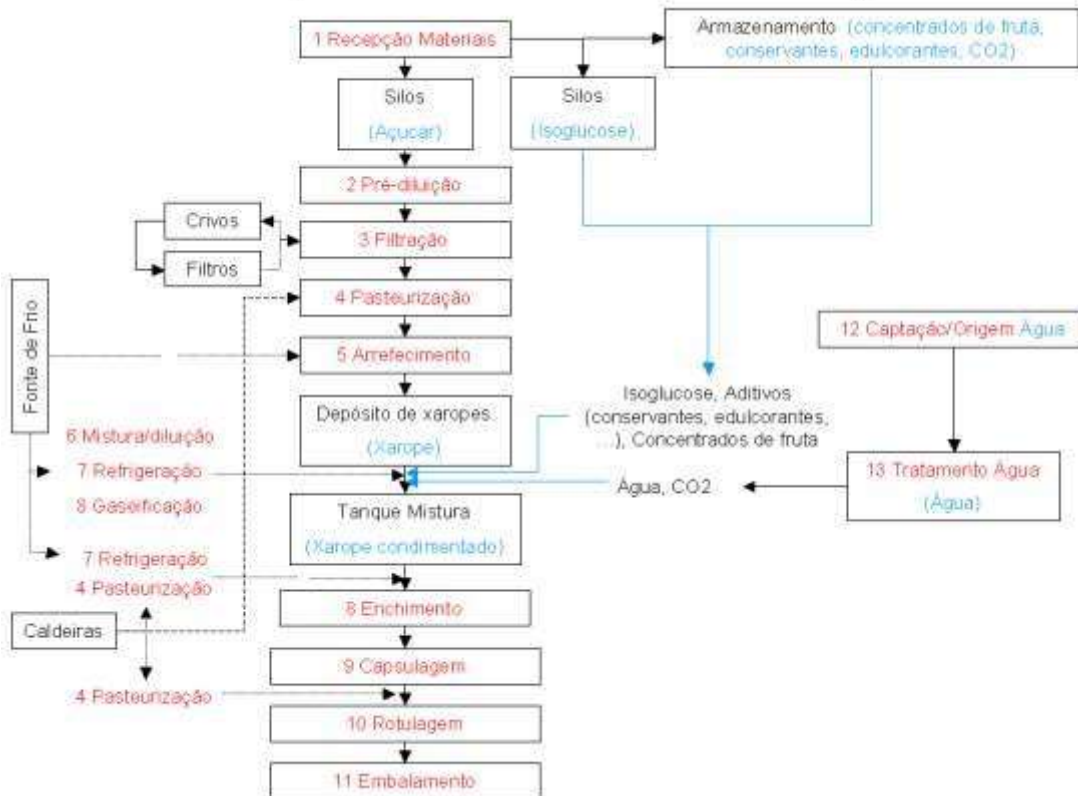 1 Recepção Materiais
Armazenamento (concentrados de fruta,
conservantes, edulcorantes, CO2)
Silos
(Açucar)
Silos
(Isoglucose)
2 Pré-diluição
Crivos
3 Filtração
Filtros
4 Pasteurização
Fonte de Frio
12 Captação/Origem Água
5 Arrefecimento
Isoglucose, Aditivos
(conservantes, edulcorantes,
...), Concentrados de fruta
Depósito de xaropes
(Xarope)
6 Mistura/diluição
7 Refrigeração
13 Tratamento Água
(Água)
Água, CO2
8 Gaseificação
Tanque Mistura
(Xarope condimentado)
7 Refrigeração
4 Pasteurização
8 Enchimento
Caldeiras
9 Capsulagem
4 Pasteurização
10 Rotulagem
11 Embalamento